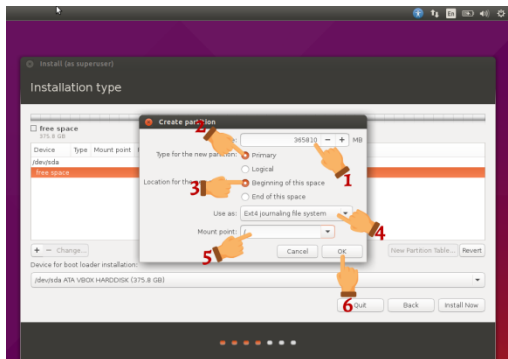 En
Install (as superuser)
Installation type
free space
375.8 GB
Create partition
2
365810 − + MB
1
Type for the new partition: Primary
Logical
3
Location for the Beginning of this space
End of this space
Use as: Ext4 journaling file system
4
Mount point: /
5
Cancel OK
6
Device Type Mount point
/dev/sda
free space
+ − Change...
New Partition Table... Revert
Device for boot loader installation:
/dev/sda ATA VBOX HARDDISK (375.8 GB)
Quit Back Install Now